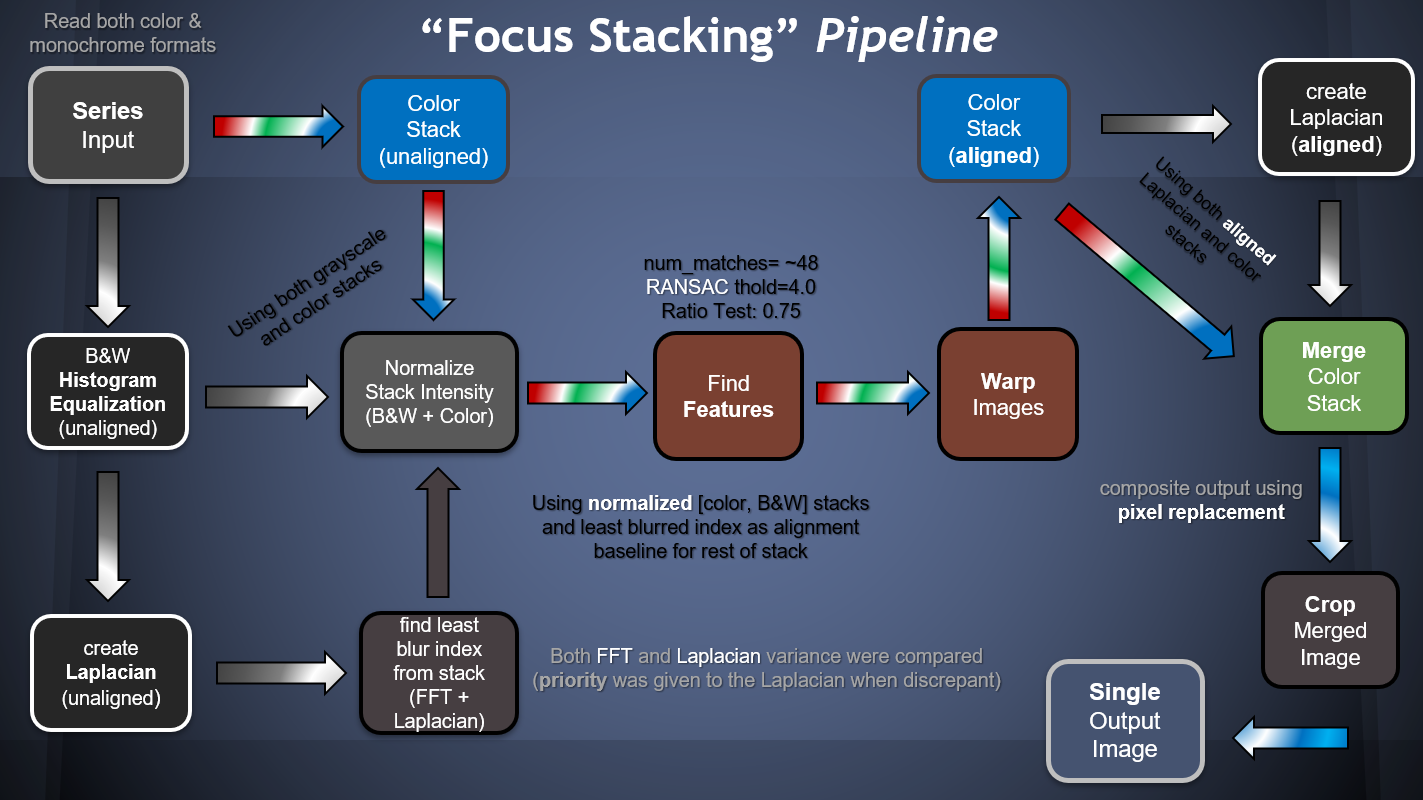 “Focus Stacking” Pipeline
Read both color &
monochrome formats
Series
Input
Color
Stack
(unaligned)
Color
Stack
(aligned)
create
Laplacian
(aligned)
Using both grayscale
and color stacks
Using both aligned
Laplacian and color
stacks
num_matches= ~48
RANSAC thold=4.0
Ratio Test: 0.75
B&W
Histogram
Equalization
(unaligned)
Normalize
Stack Intensity
(B&W + Color)
Find
Features
Warp
Images
Merge
Color
Stack
Using normalized [color, B&W] stacks
and least blurred index as alignment
baseline for rest of stack
composite output using
pixel replacement
create
Laplacian
(unaligned)
find least
blur index
from stack
(FFT +
Laplacian)
Both FFT and Laplacian variance were compared
(priority was given to the Laplacian when discrepant)
Crop
Merged
Image
Single
Output
Image